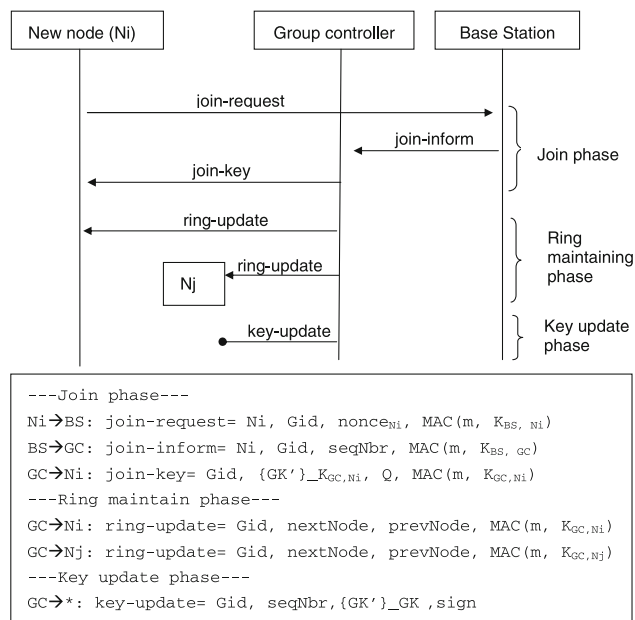 New node (Ni)
Group controller
Base Station
join-request
join-inform
Join phase
join-key
ring-update
Ring
maintaining
phase
ring-update
Nj
key-update
Key update
phase
---Join phase---
Ni→BS: join-request= Ni, Gid, nonceNi, MAC(m, KBS, Ni)
BS→GC: join-inform= Ni, Gid, seqNbr, MAC(m, KBS, GC)
GC→Ni: join-key= Gid, {GK’}_KGC,Ni, Q, MAC(m, KGC,Ni)
---Ring maintain phase---
GC→Ni: ring-update= Gid, nextNode, prevNode, MAC(m, KGC,Ni)
GC→Nj: ring-update= Gid, nextNode, prevNode, MAC(m, KGC,Nj)
---Key update phase---
GC→*: key-update= Gid, seqNbr,{GK’}_GK ,sign